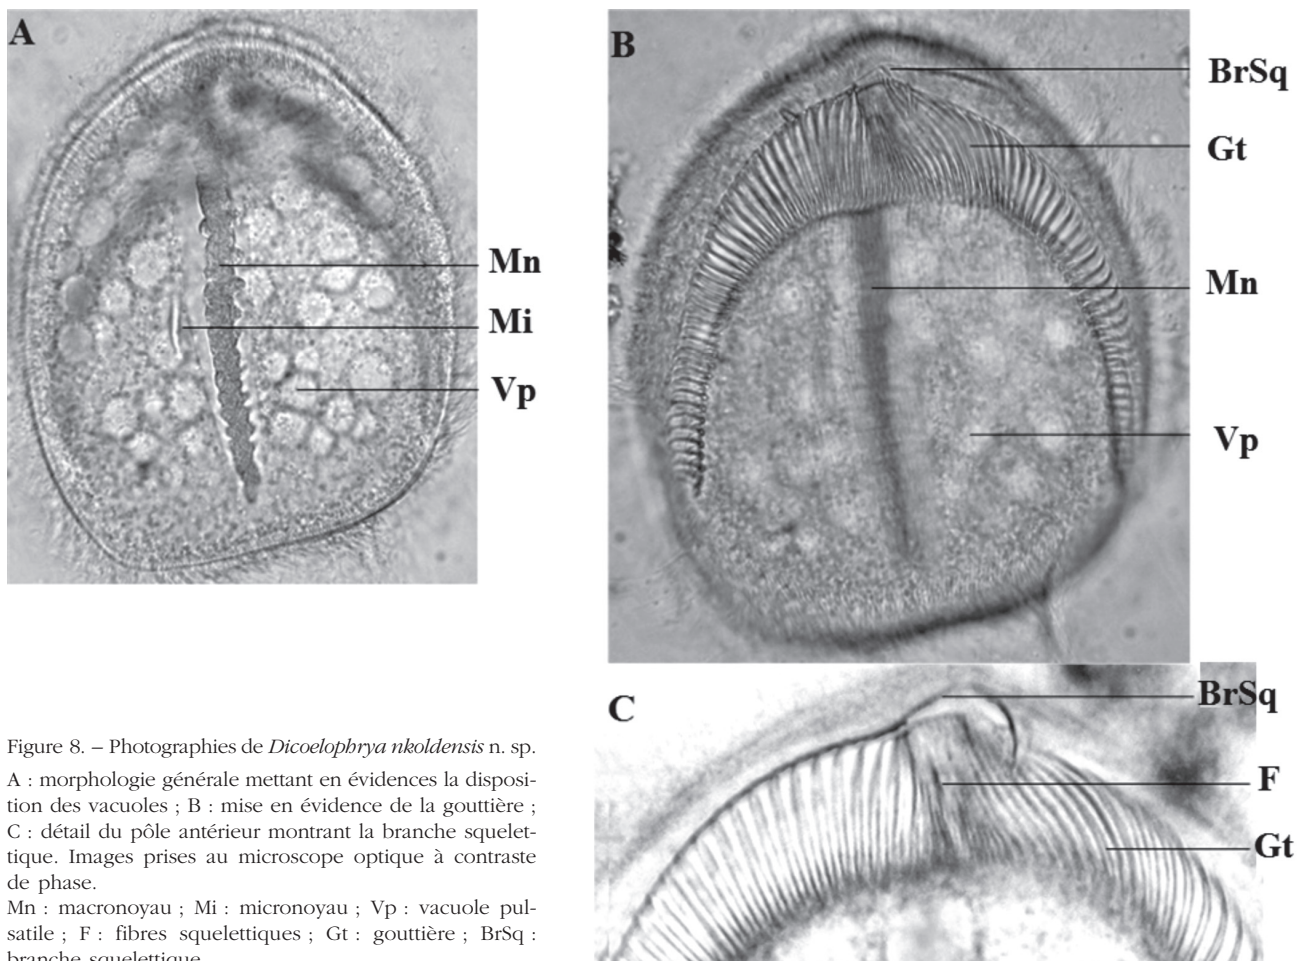 A
Mn
Mi
Vp
B
BrSq
Gt
Mn
Vp
C
BrSq
F
Gt
Figure 8. – Photographies de Dicoelophrya nkoldensis n. sp.
A : morphologie générale mettant en évidences la disposi-
tion des vacuoles ; B : mise en évidence de la gouttière ;
C : détail du pôle antérieur montrant la branche squelet-
tique. Images prises au microscope optique à contraste
de phase.
Mn : macronoyau ; Mi : micronoyau ; Vp : vacuole pul-
satile ; F : fibres squelettiques ; Gt : gouttière ; BrSq :
branche squelettique